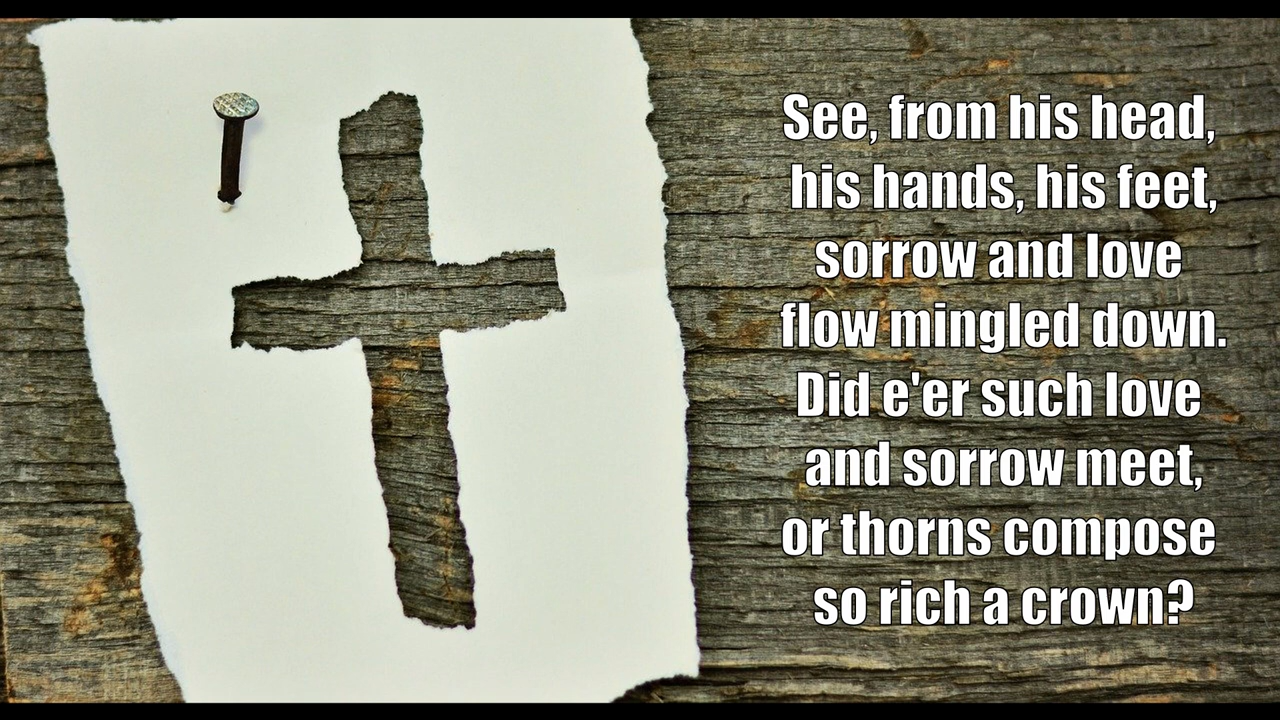 See, from his head,
his hands, his feet,
sorrow and love
flow mingled down.
Did e'er such love
and sorrow meet,
or thorns compose
so rich a crown?